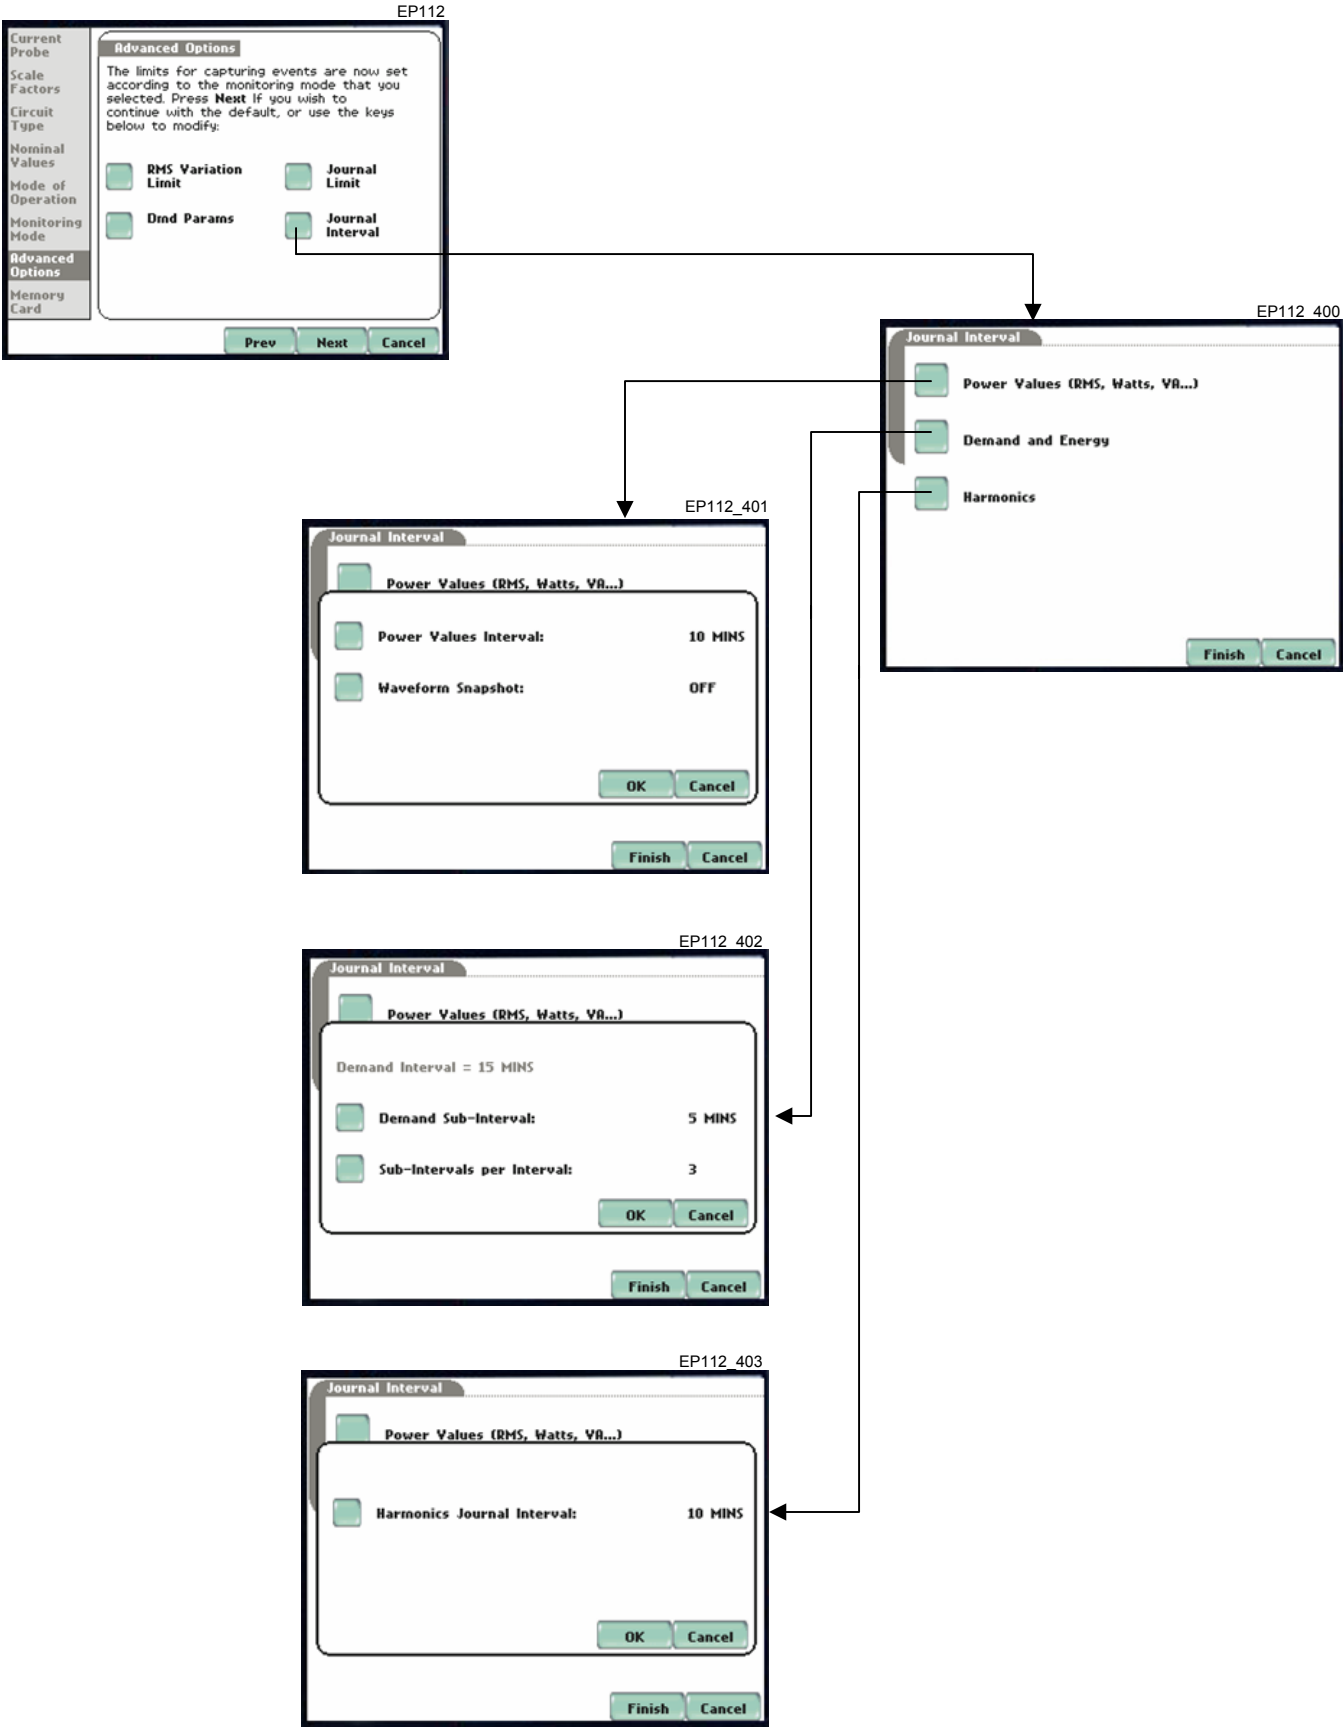 EP112
Current
Probe
Scale
Factors
Circuit
Type
Nominal
Values
Mode of
Operation
Monitoring
Mode
Advanced
Options
Memory
Card
Advanced Options
The limits for capturing events are now set
according to the monitoring mode that you
selected. Press Next If you wish to
continue with the default, or use the keys
below to modify:
RMS Variation
Limit
Journal
Limit
Dmd Params
Journal
Interval
Prev Next Cancel
EP112_400
Journal Interval
Power Values (RMS, Watts, VA...)
Demand and Energy
Harmonics
Finish Cancel
EP112_401
Journal Interval
Power Values (RMS, Watts, VA...)
Power Values Interval: 10 MINS
Waveform Snapshot: OFF
OK Cancel
Finish Cancel
EP112_402
Journal Interval
Power Values (RMS, Watts, VA...)
Demand Interval = 15 MINS
Demand Sub-Interval: 5 MINS
Sub-Intervals per Interval: 3
OK Cancel
Finish Cancel
EP112_403
Journal Interval
Power Values (RMS, Watts, VA...)
Harmonics Journal Interval: 10 MINS
OK Cancel
Finish Cancel